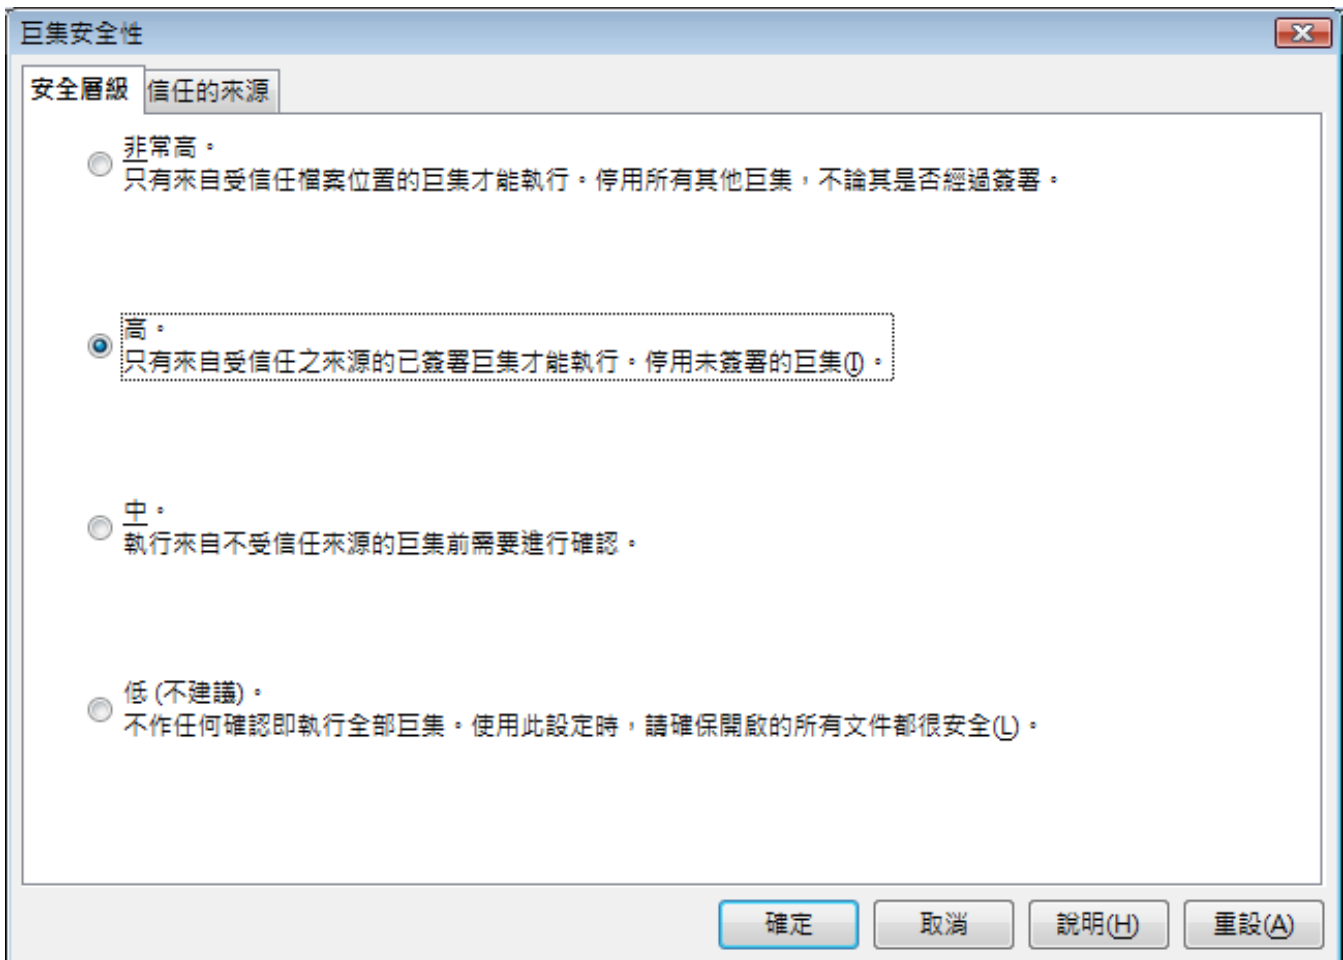 巨集安全性
安全層級
信任的來源
非常高。
只有來自受信任檔案位置的巨集才能執行。停用所有其他巨集，不論其是否經過簽署。
高。
只有來自受信任之來源的已簽署巨集才能執行。停用未簽署的巨集(I)。
中。
執行來自不受信任來源的巨集前需要進行確認。
低 (不建議)。
不作任何確認即執行全部巨集。使用此設定時，請確保開啟的所有文件都很安全(L)。
確定
取消
說明(H)
重設(A)